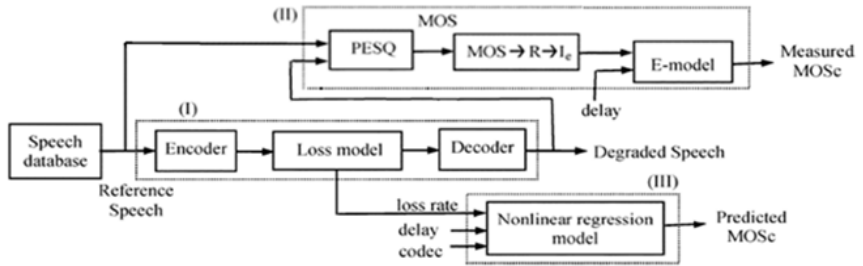 (II)
MOS
PESQ
MOS→R→Ie
E-model
Measured
MOSc
delay
(I)
Speech
database
Encoder
Loss model
Decoder
Degraded Speech
Reference
Speech
(III)
loss rate
delay
codec
Nonlinear regression
model
Predicted
MOSc